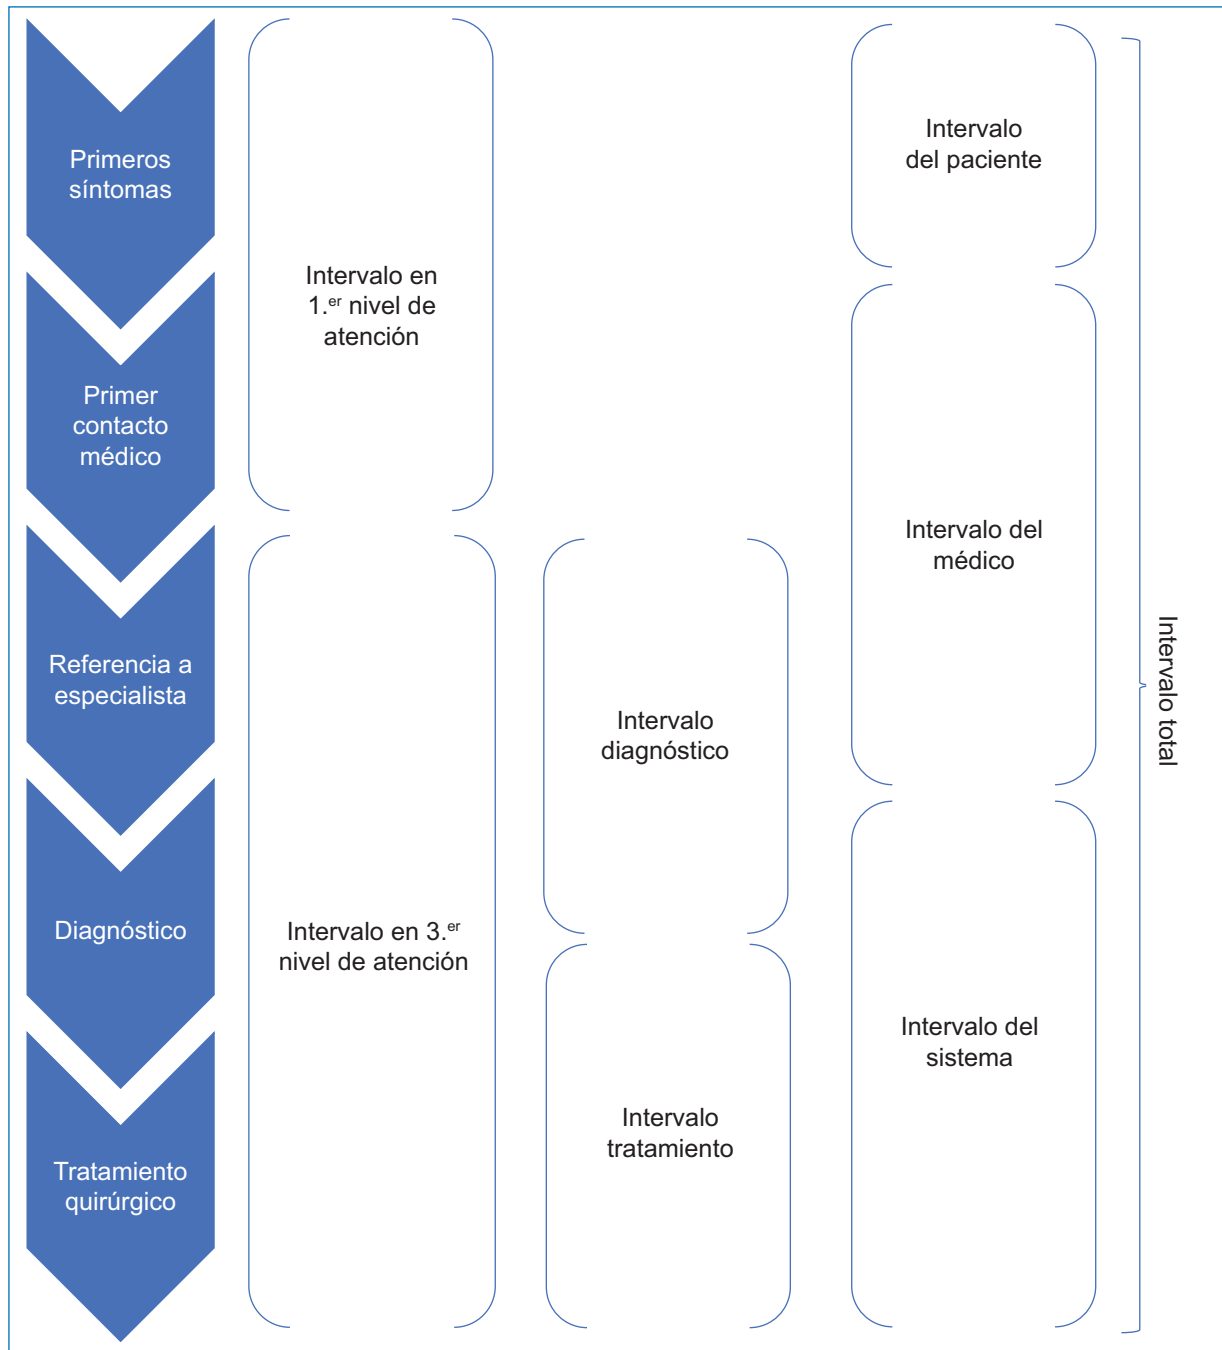 Primeros
síntomas
Primer
contacto
médico
Referencia a
especialista
Diagnóstico
Tratamiento
quirúrgico
Intervalo en
1.er nivel de
atención
Intervalo en 3.er
nivel de atención
Intervalo
diagnóstico
Intervalo
tratamiento
Intervalo
del paciente
Intervalo del
médico
Intervalo del
sistema
Intervalo total